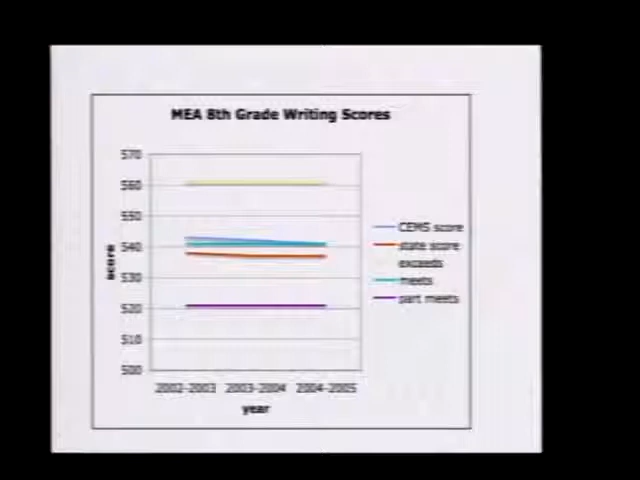 MEA 8th Grade Writing Scores
570
560
550
540
530
520
510
500
score
2002-2003 2003-2004 2004-2005
year
CEMS score
state score
exceeds
meets
part meets